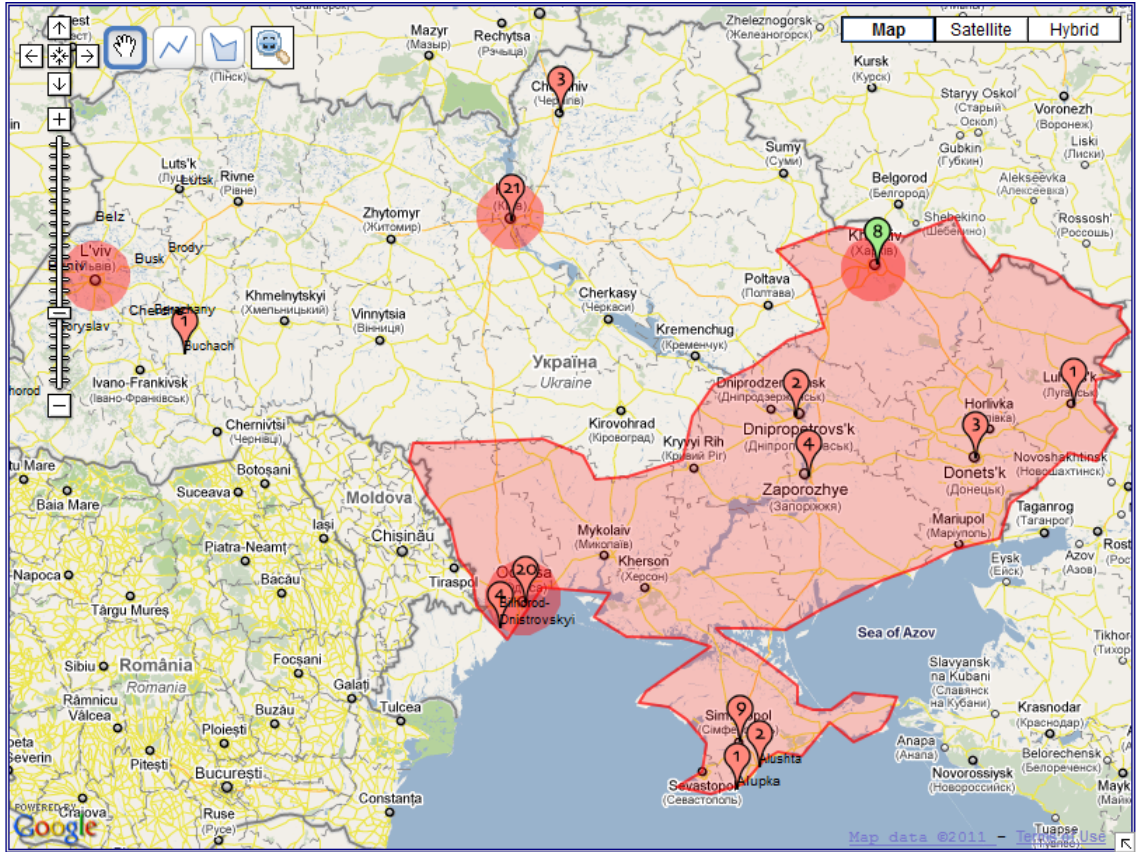 Map
Satellite
Hybrid
Mazyr
(Мазыр)
Rechytsa
(Рэчыца)
Zheleznogorsk
(Железногорск)
Kursk
(Курск)
Staryy Oskol
(Старый
Оскол)
Voronezh
(Воронеж)
(Пінск)
3
Gubkin
(Губкин)
Liski
(Лиски)
Sumy
(Суми)
Luts'k
Lutsk
Rivne
(Рівне)
Belgorod
(Белгород)
Alekseevka
(Алексеевка)
21
Zhytomyr
(Житомир)
Shebekino
(Шебекино)
Rossosh'
(Россошь)
Belz
8
L'viv
(Львів)
Busk
Brody
Poltava
(Полтава)
Khmelnytskyi
(Хмельницький)
Cherkasy
(Черкаси)
Vinnytsia
(Вінниця)
Kremenchug
(Кременчук)
1
Buchach
Україна
Ukraine
Ivano-Frankivsk
(Івано-Франківськ)
2
1
Horlivka
Kirovohrad
(Кіровоград)
Chernivtsi
(Чернівці)
Dnipropetrovs'k
3
4
Kryvyi Rih
(Кривий Ріг)
Novoshakhtinsk
(Новошахтинск)
Donets'k
(Донецьк)
tu Mare
Baia Mare
Botoșani
Suceava
Zaporozhye
(Запоріжжя)
Moldova
Taganrog
(Таганрог)
Iași
Chișinău
Mykolaiv
(Миколаїв)
Mariupol
(Маріуполь)
Piatra-Neamț
Kherson
(Херсон)
Eysk
(Ейск)
Azov
(Азов)
-Napoca
Bacău
Tiraspol
20
4
Bilhorod-
Dnistrovskyi
Târgu Mureș
Sea of Azov
Sibiu
România
Romania
Focșani
Slavyansk
na Kubani
(Славянск
на Кубани)
Râmnicu
Vâlcea
Galați
Tulcea
Buzău
9
Krasnodar
(Краснодар)
Ploiești
2
Alushta
1
Alupka
Anapa
(Анапа)
Belorechensk
(Белореченск)
Pitești
București
Sevastopol
(Севастополь)
Novorossiysk
(Новороссийск)
Constanța
POWERED BY
Google
Craiova
Ruse
(Русе)
Tuapse
Map data ©2011 - Terms of Use